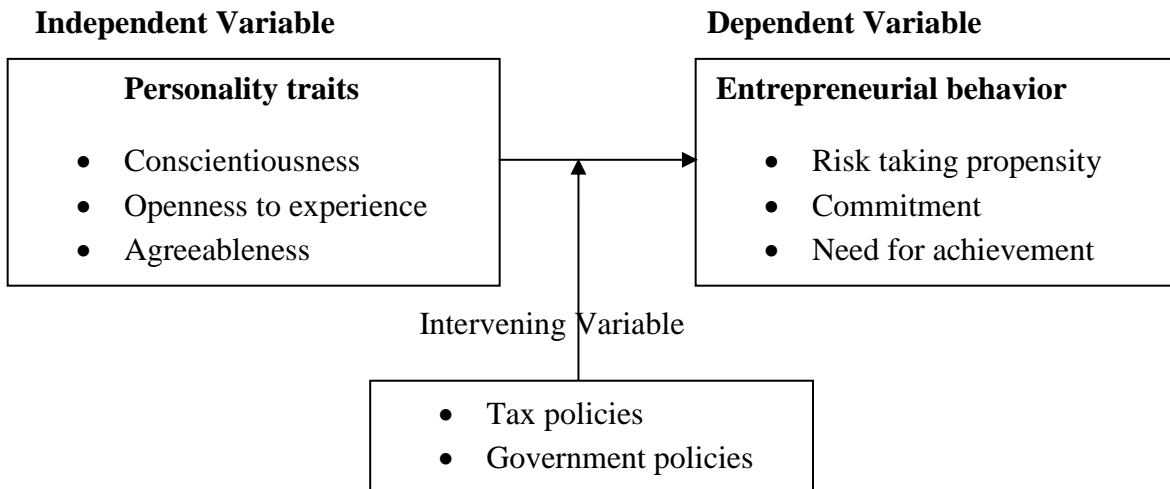 Independent Variable
Dependent Variable
Personality traits
• Conscientiousness
• Openness to experience
• Agreeableness
Entrepreneurial behavior
• Risk taking propensity
• Commitment
• Need for achievement
Intervening Variable
• Tax policies
• Government policies